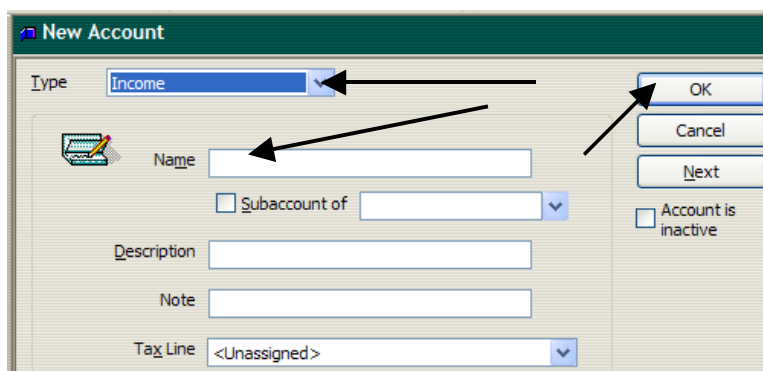 New Account
Type Income
OK
Cancel
Name
Next
Subaccount of
Account is
inactive
Description
Note
Tax Line <Unassigned>